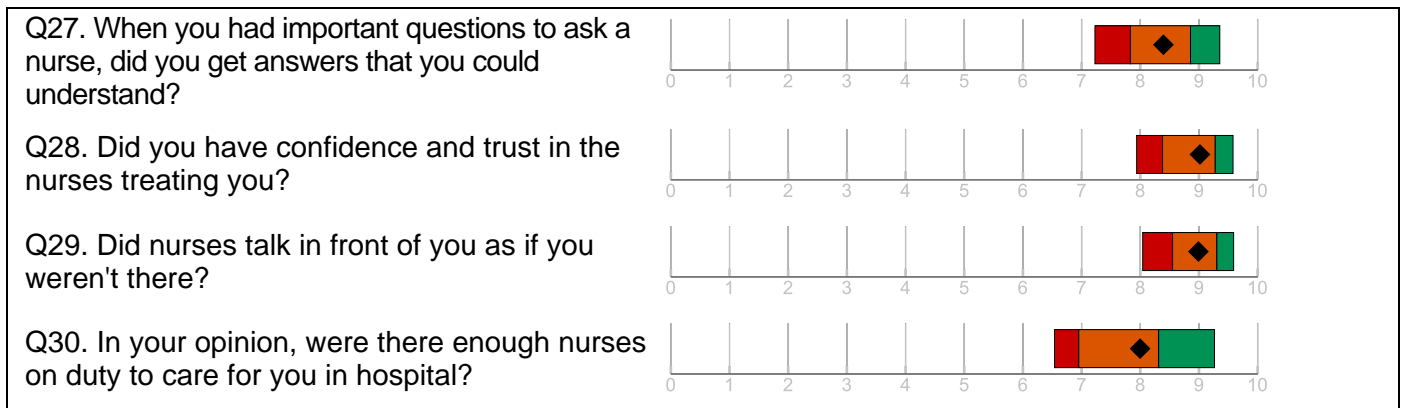 Q27. When you had important questions to ask a
nurse, did you get answers that you could
understand?
0 1 2 3 4 5 6 7 8 9 10
Q28. Did you have confidence and trust in the
nurses treating you?
0 1 2 3 4 5 6 7 8 9 10
Q29. Did nurses talk in front of you as if you
weren't there?
0 1 2 3 4 5 6 7 8 9 10
Q30. In your opinion, were there enough nurses
on duty to care for you in hospital?
0 1 2 3 4 5 6 7 8 9 10